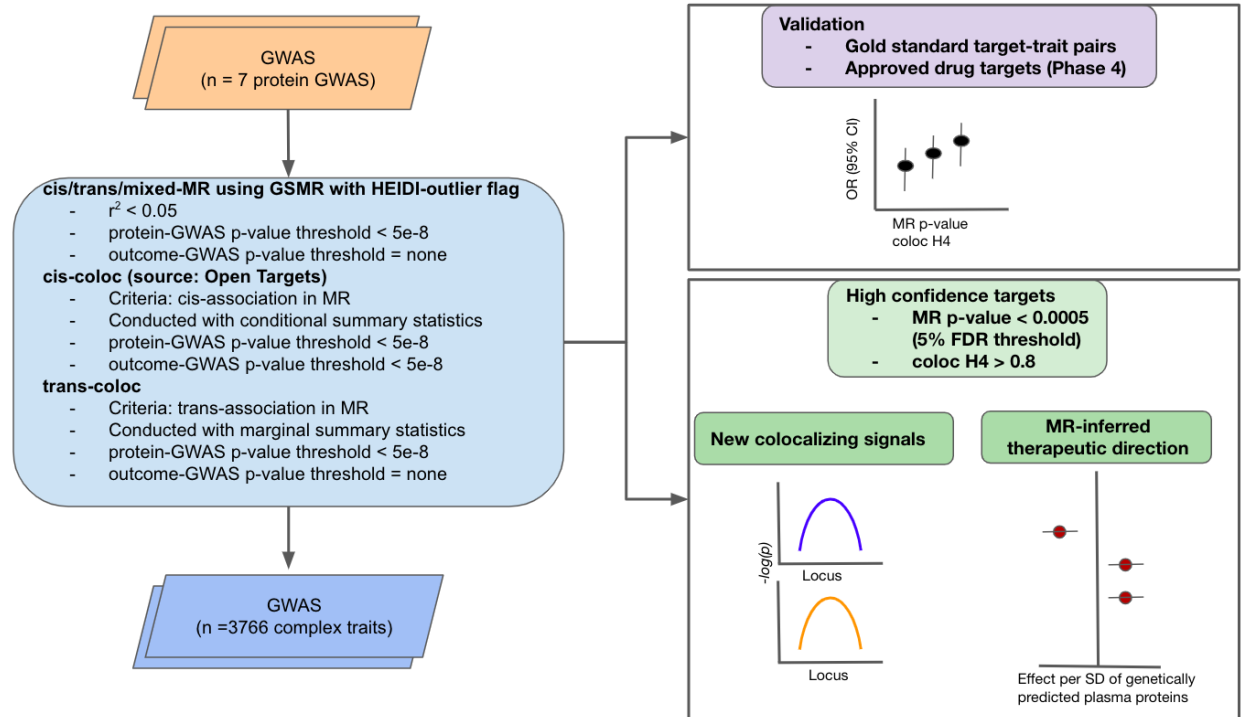 GWAS
(n = 7 protein GWAS)
cis/trans/mixed-MR using GSMR with HEIDI-outlier flag
- r² < 0.05
- protein-GWAS p-value threshold < 5e-8
- outcome-GWAS p-value threshold = none
cis-coloc (source: Open Targets)
- Criteria: cis-association in MR
- Conducted with conditional summary statistics
- protein-GWAS p-value threshold < 5e-8
- outcome-GWAS p-value threshold < 5e-8
trans-coloc
- Criteria: trans-association in MR
- Conducted with marginal summary statistics
- protein-GWAS p-value threshold < 5e-8
- outcome-GWAS p-value threshold = none
GWAS
(n =3766 complex traits)
Validation
- Gold standard target-trait pairs
- Approved drug targets (Phase 4)
OR (95% CI)
MR p-value
coloc H4
High confidence targets
- MR p-value < 0.0005
(5% FDR threshold)
- coloc H4 > 0.8
New colocalizing signals
-log(p)
Locus
Locus
MR-inferred
therapeutic direction
Effect per SD of genetically
predicted plasma proteins